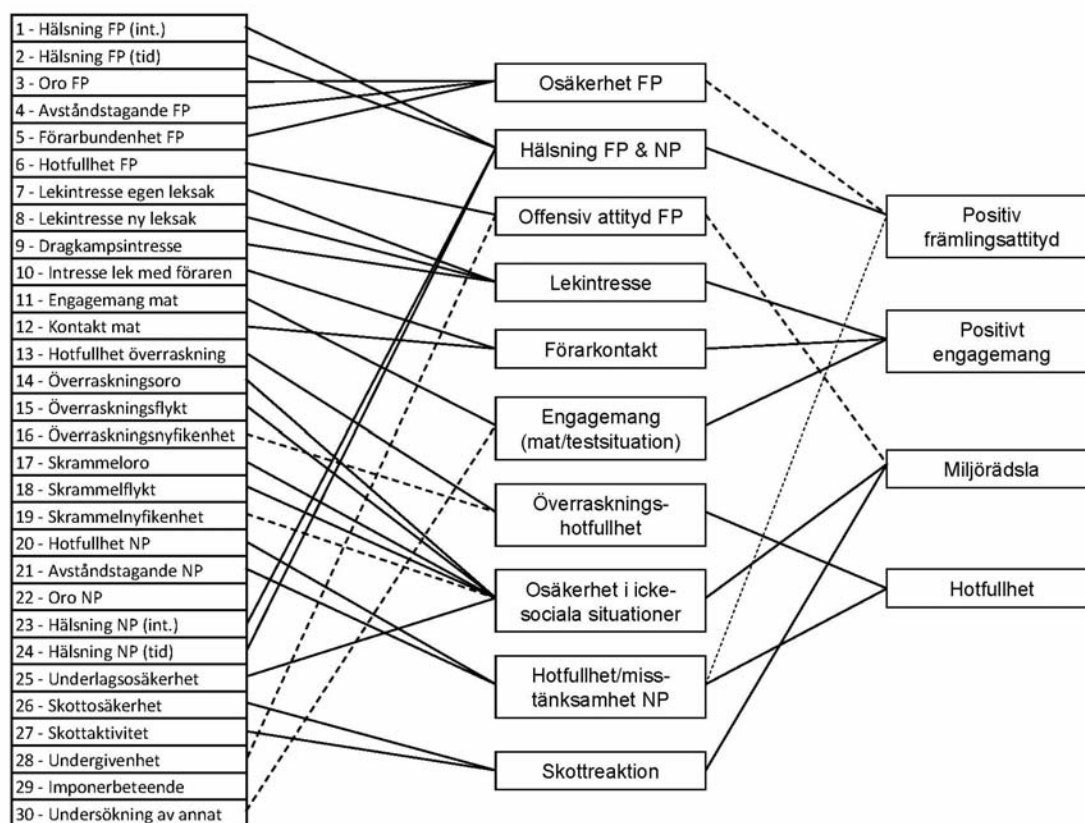 1 - Hälsning FP (int.)
2 - Hälsning FP (tid)
3 - Oro FP
4 - Avståndstagande FP
5 - Förarbundenhet FP
6 - Hotfullhet FP
7 - Lekintresse egen leksak
8 - Lekintresse ny leksak
9 - Dragkampsintresse
10 - Intresse lek med föraren
11 - Engagemang mat
12 - Kontakt mat
13 - Hotfullhet överraskning
14 - Överraskningsoro
15 - Överraskningsflykt
16 - Överraskningsnyfikenhet
17 - Skrammeloro
18 - Skrammelflykt
19 - Skrammelnyfikenhet
20 - Hotfullhet NP
21 - Avståndstagande NP
22 - Oro NP
23 - Hälsning NP (int.)
24 - Hälsning NP (tid)
25 - Underlagsosäkerhet
26 - Skottosäkerhet
27 - Skottaktivitet
28 - Undergivenhet
29 - Imponerbeteende
30 - Undersökning av annat
Osäkerhet FP
Hälsning FP & NP
Offensiv attityd FP
Lekintresse
Förarkontakt
Engagemang
(mat/testsituation)
Överrasknings-
hotfullhet
Osäkerhet i icke-
sociala situationer
Hotfullhet/miss-
tänksamhet NP
Skottreaktion
Positiv
främlingsattityd
Positivt
engagemang
Miljörädsla
Hotfullhet